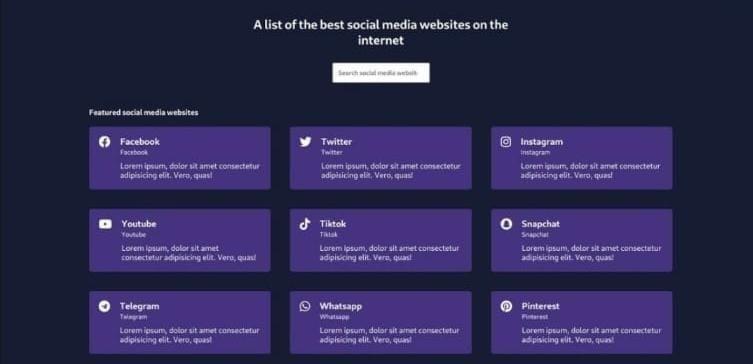 A list of the best social media websites on the
internet
Search social media websit
Featured social media websites
Facebook
Facebook
Lorem ipsum, dolor sit amet consectetur
adipisicing elit. Vero, quas!
Twitter
Twitter
Lorem ipsum, dolor sit amet consectetur
adipisicing elit. Vero, quas!
Instagram
Instagram
Lorem ipsum, dolor sit amet consectetur
adipisicing elit. Vero, quas!
Youtube
Youtube
Lorem ipsum, dolor sit amet
consectetur adipisicing elit. Vero, quas!
Tiktok
Tiktok
Lorem ipsum, dolor sit amet consectetur
adipisicing elit. Vero, quas!
Snapchat
Snapchat
Lorem ipsum, dolor sit amet consectetur
adipisicing elit. Vero, quas!
Telegram
Telegram
Lorem ipsum, dolor sit amet consectetur
adipisicing elit. Vero, quas!
Whatsapp
Whatsapp
Lorem ipsum, dolor sit amet consectetur
adipisicing elit. Vero, quas!
Pinterest
Pinterest
Lorem ipsum, dolor sit amet consectetur
adipisicing elit. Vero, quas!